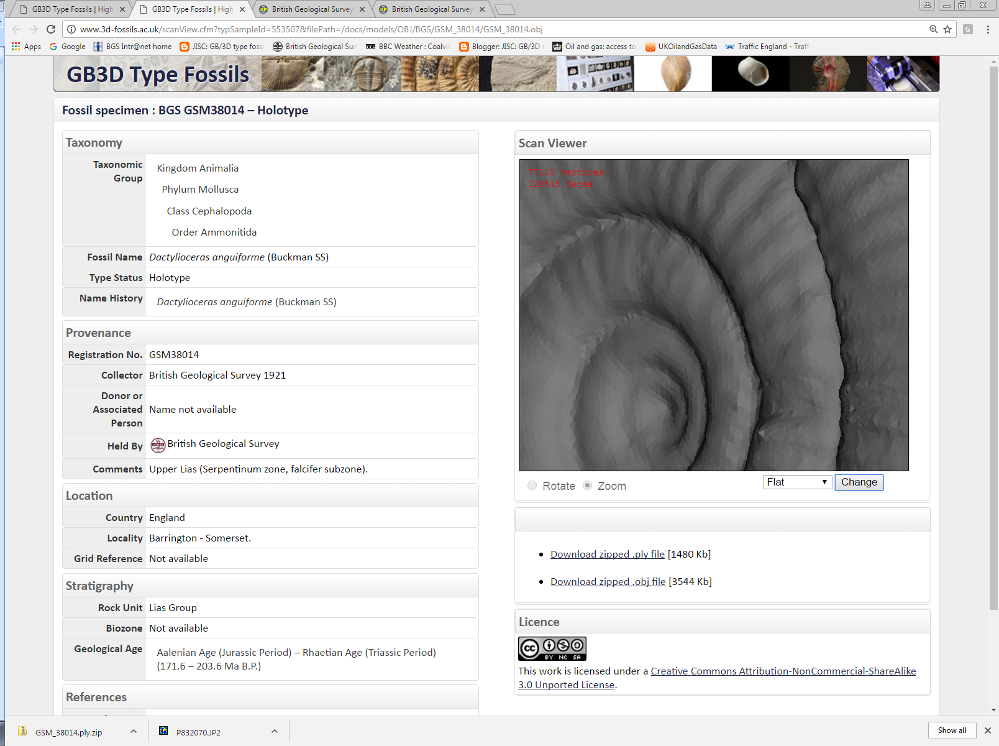 GB3D Type Fossils | High
GB3D Type Fossils | High
British Geological Survey
British Geological Survey
www.3d-fossils.ac.uk/scanView.cfm?typSampleId=553507&filePath=/docs/models/OBJ/BGS/GSM_38014/GSM_38014.obj
Apps
Google
BGS Intr@net home
JISC: GB/3D type foss
British Geological Sur
BBC Weather : Coalvil
Blogger: JISC: GB/3D t
Oil and gas: access to
UKOilandGasData
Traffic England - Traff
GB3D Type Fossils
Fossil specimen : BGS GSM38014 – Holotype
Taxonomy
Taxonomic Group
Kingdom Animalia
Phylum Mollusca
Class Cephalopoda
Order Ammonitida
Fossil Name Dactylioceras anguiforme (Buckman SS)
Type Status Holotype
Name History Dactylioceras anguiforme (Buckman SS)
Provenance
Registration No. GSM38014
Collector British Geological Survey 1921
Donor or
Associated
Person
Name not available
Held By BGS British Geological Survey
Comments Upper Lias (Serpentinum zone, falcifer subzone).
Location
Country England
Locality Barrington - Somerset.
Grid Reference Not available
Stratigraphy
Rock Unit Lias Group
Biozone Not available
Geological Age Aalenian Age (Jurassic Period) – Rhaetian Age (Triassic Period)
(171.6 – 203.6 Ma B.P.)
References
Scan Viewer
77110 vertices
126545 faces
Rotate Zoom
Flat Change
Download zipped .ply file [1480 Kb]
Download zipped .obj file [3544 Kb]
Licence
CC BY NC SA
This work is licensed under a Creative Commons Attribution-NonCommercial-ShareAlike
3.0 Unported License.
GSM_38014.ply.zip
P832070.JP2
Show all